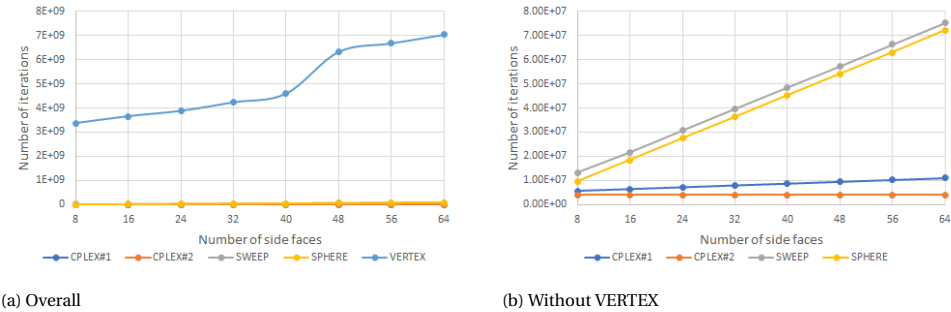 8E+09
7E+09
6E+09
5E+09
4E+09
3E+09
2E+09
1E+09
0
Number of iterations
8 16 24 32 40 48 56 64
Number of side faces
CPLEX#1 CPLEX#2 SWEEP SPHERE VERTEX
(a) Overall
8.00E+07
7.00E+07
6.00E+07
5.00E+07
4.00E+07
3.00E+07
2.00E+07
1.00E+07
0.00E+00
Number of iterations
8 16 24 32 40 48 56 64
Number of side faces
CPLEX#1 CPLEX#2 SWEEP SPHERE
(b) Without VERTEX